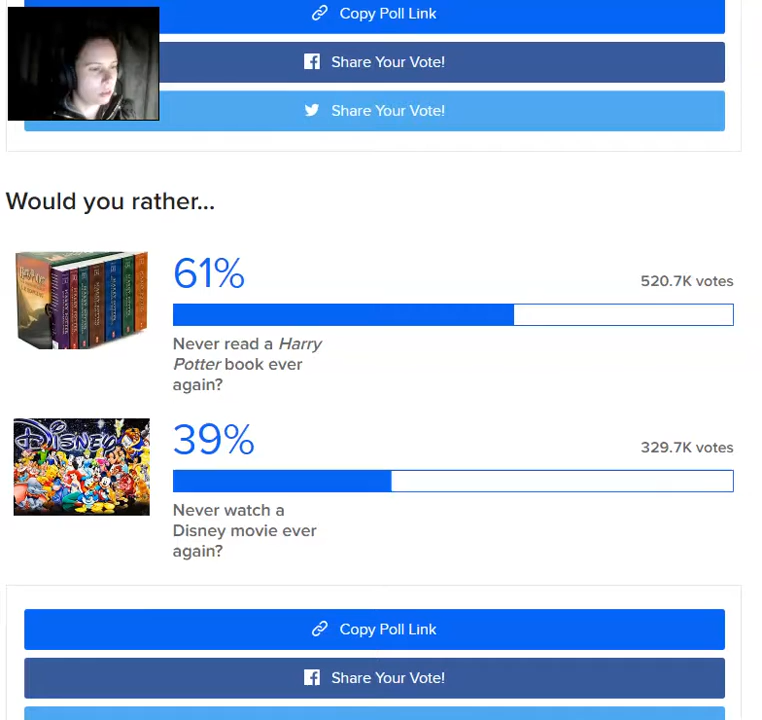 Copy Poll Link
Share Your Vote!
Share Your Vote!
Would you rather...
61%
520.7K votes
Never read a Harry
Potter book ever
again?
DISNEY
39%
329.7K votes
Never watch a
Disney movie ever
again?
Copy Poll Link
Share Your Vote!